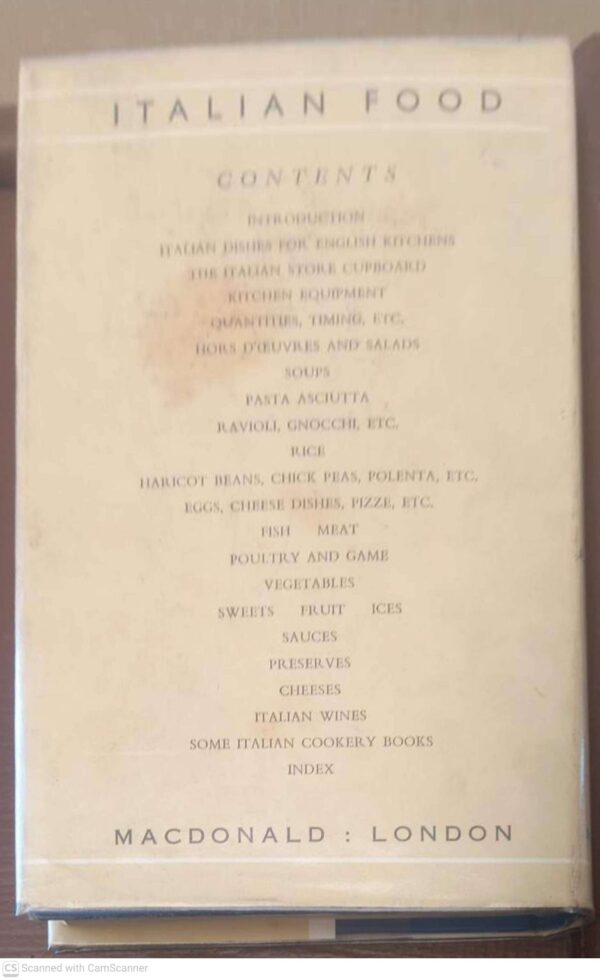 ITALIAN FOOD
CONTENTS
INTRODUCTION
ITALIAN DISHES FOR ENGLISH KITCHENS
THE ITALIAN STORE CUPBOARD
KITCHEN EQUIPMENT
QUANTITIES, TIMING, ETC.
HORS D'ŒUVRES AND SALADS
SOUPS
PASTA ASCIUTTA
RAVIOLI, GNOCCHI, ETC.
RICE
HARICOT BEANS, CHICK PEAS, POLENTA, ETC.
EGGS, CHEESE DISHES, PIZZE, ETC.
FISH MEAT
POULTRY AND GAME
VEGETABLES
SWEETS FRUIT ICES
SAUCES
PRESERVES
CHEESES
ITALIAN WINES
SOME ITALIAN COOKERY BOOKS
INDEX
MACDONALD : LONDON
CS Scanned with CamScanner